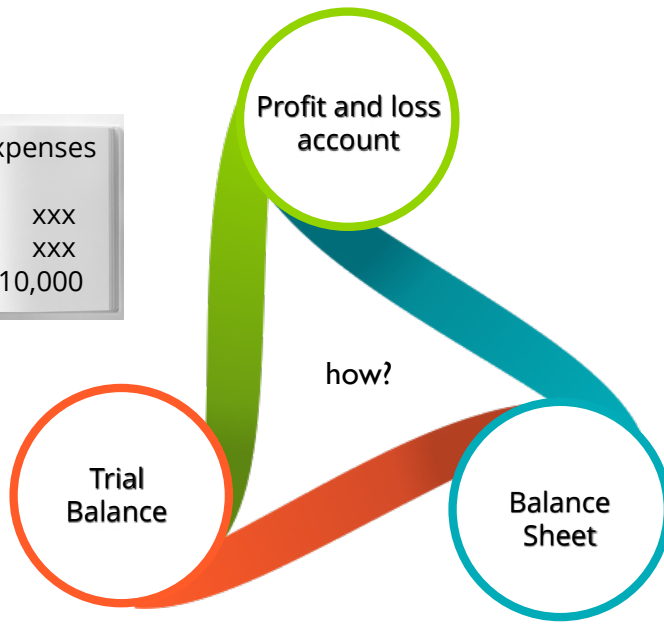 Profit and loss
account
xpenses
xxx
xxx
10,000
how?
Trial
Balance
Balance
Sheet